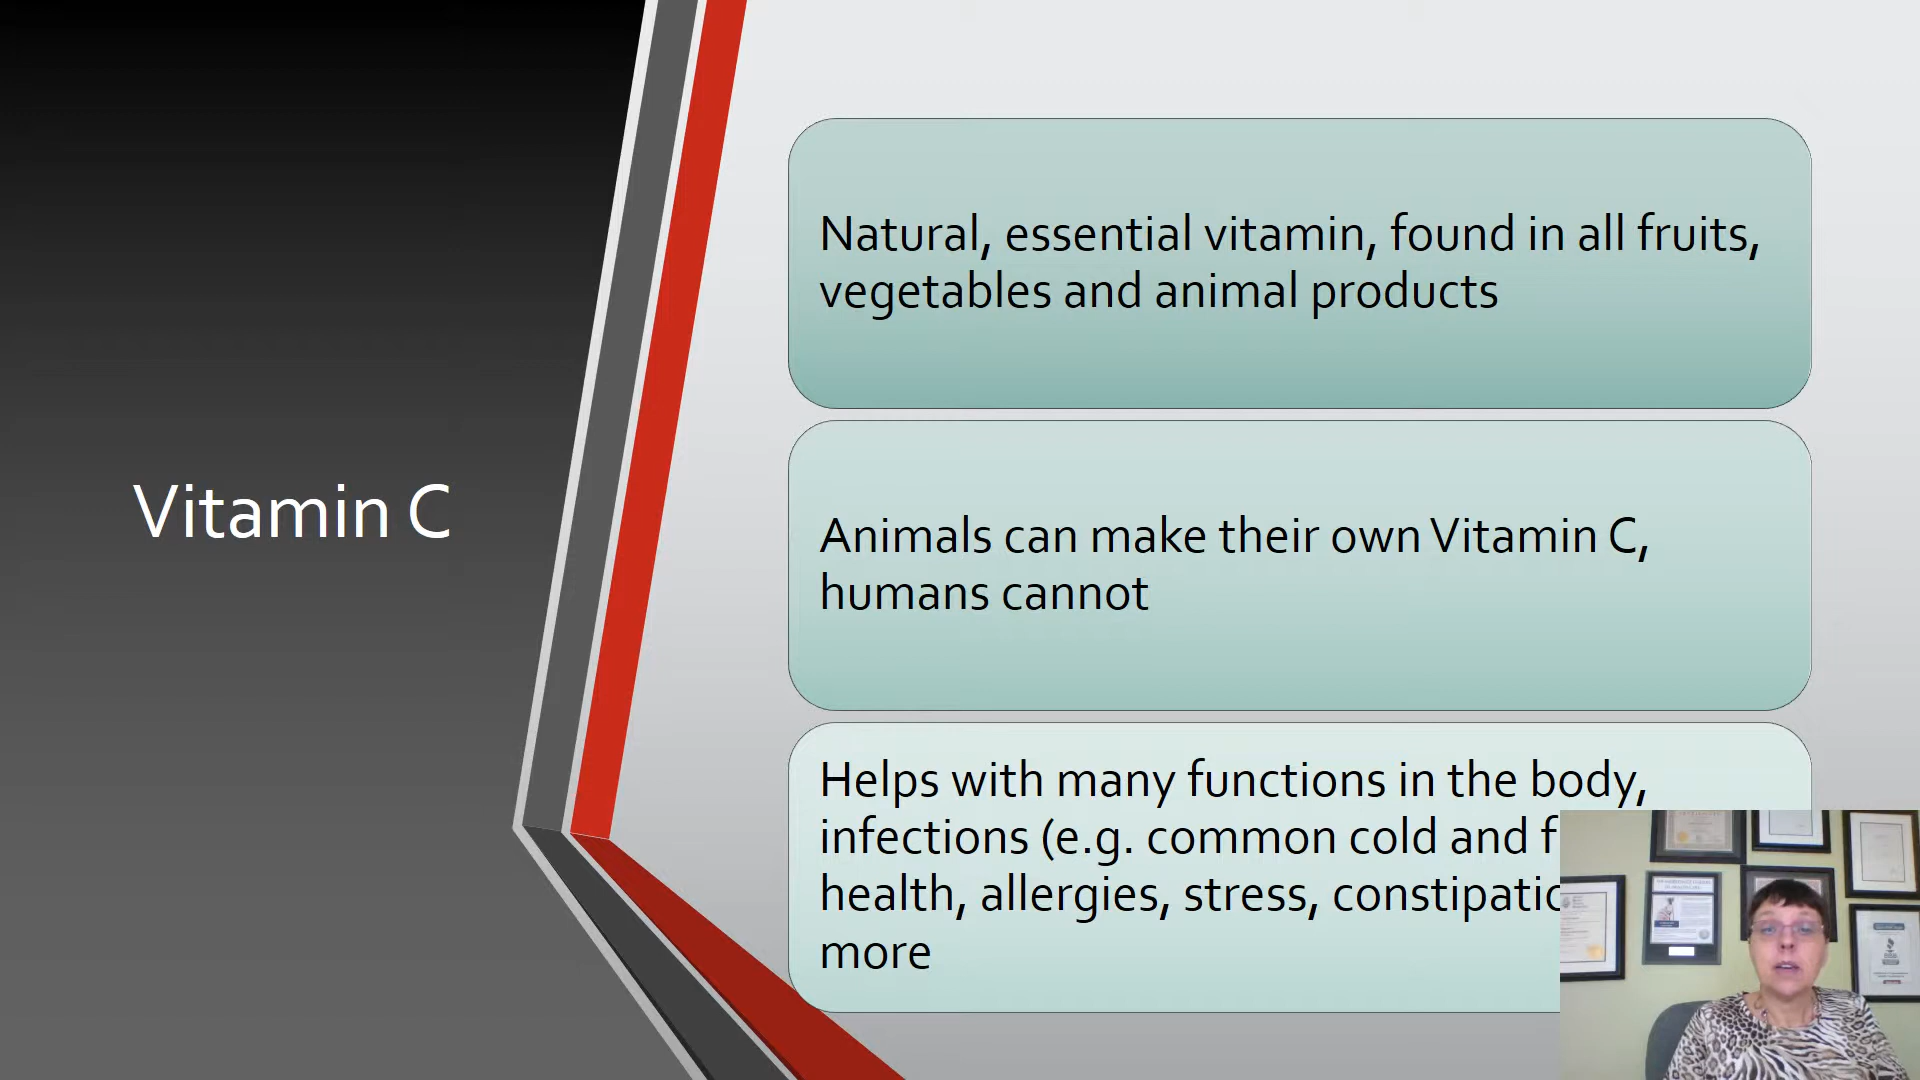 Vitamin C
Natural, essential vitamin, found in all fruits,
vegetables and animal products
Animals can make their own Vitamin C,
humans cannot
Helps with many functions in the body,
infections (e.g. common cold and
health, allergies, stress,
more